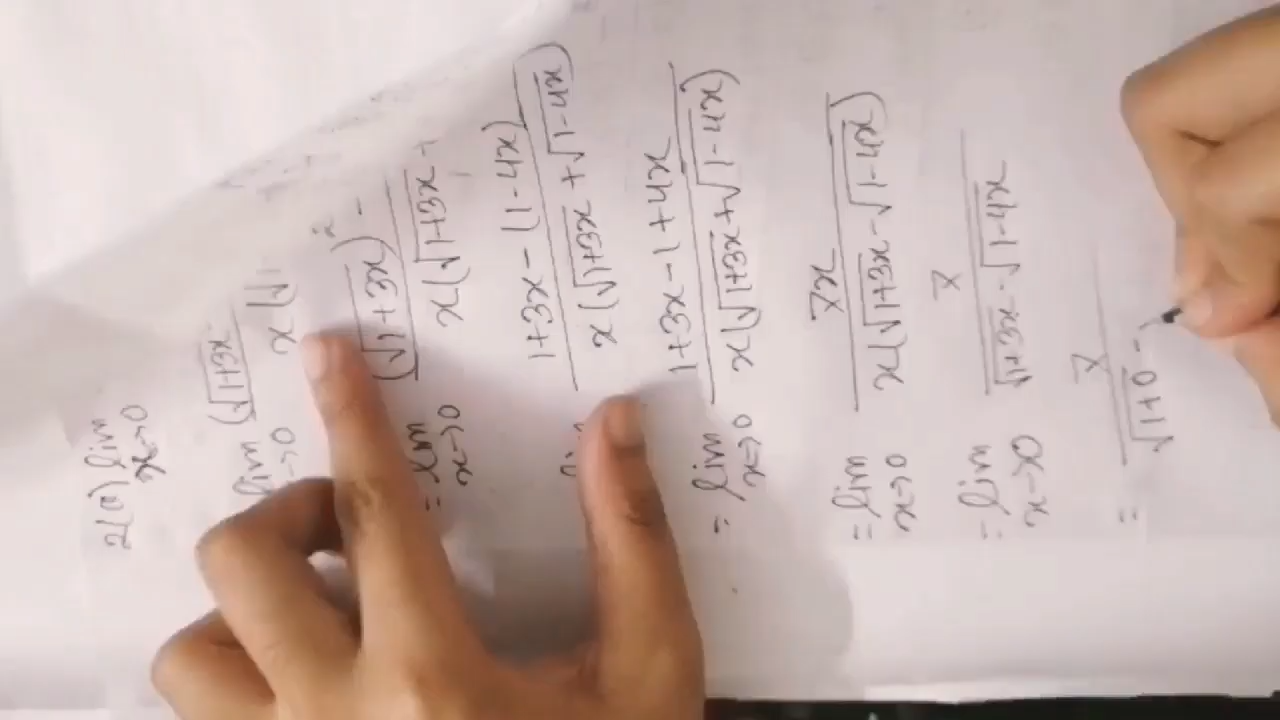 2(a) lim
x→0
lim (√1+3x
→0 x(√1
(√1+3x)² -
= lim
x→0 x(√1+3x +
1+3x - (1-4x)
x(√1+3x + √1-4x
1+3x-1+4x
= lim
x→0 x(√1+3x+√1-4x)
7x
= lim
x→0 x(√1+3x-√1-4x)
7
= lim
x→0 √1+3x-√1-4x
7
=
√1+0 -